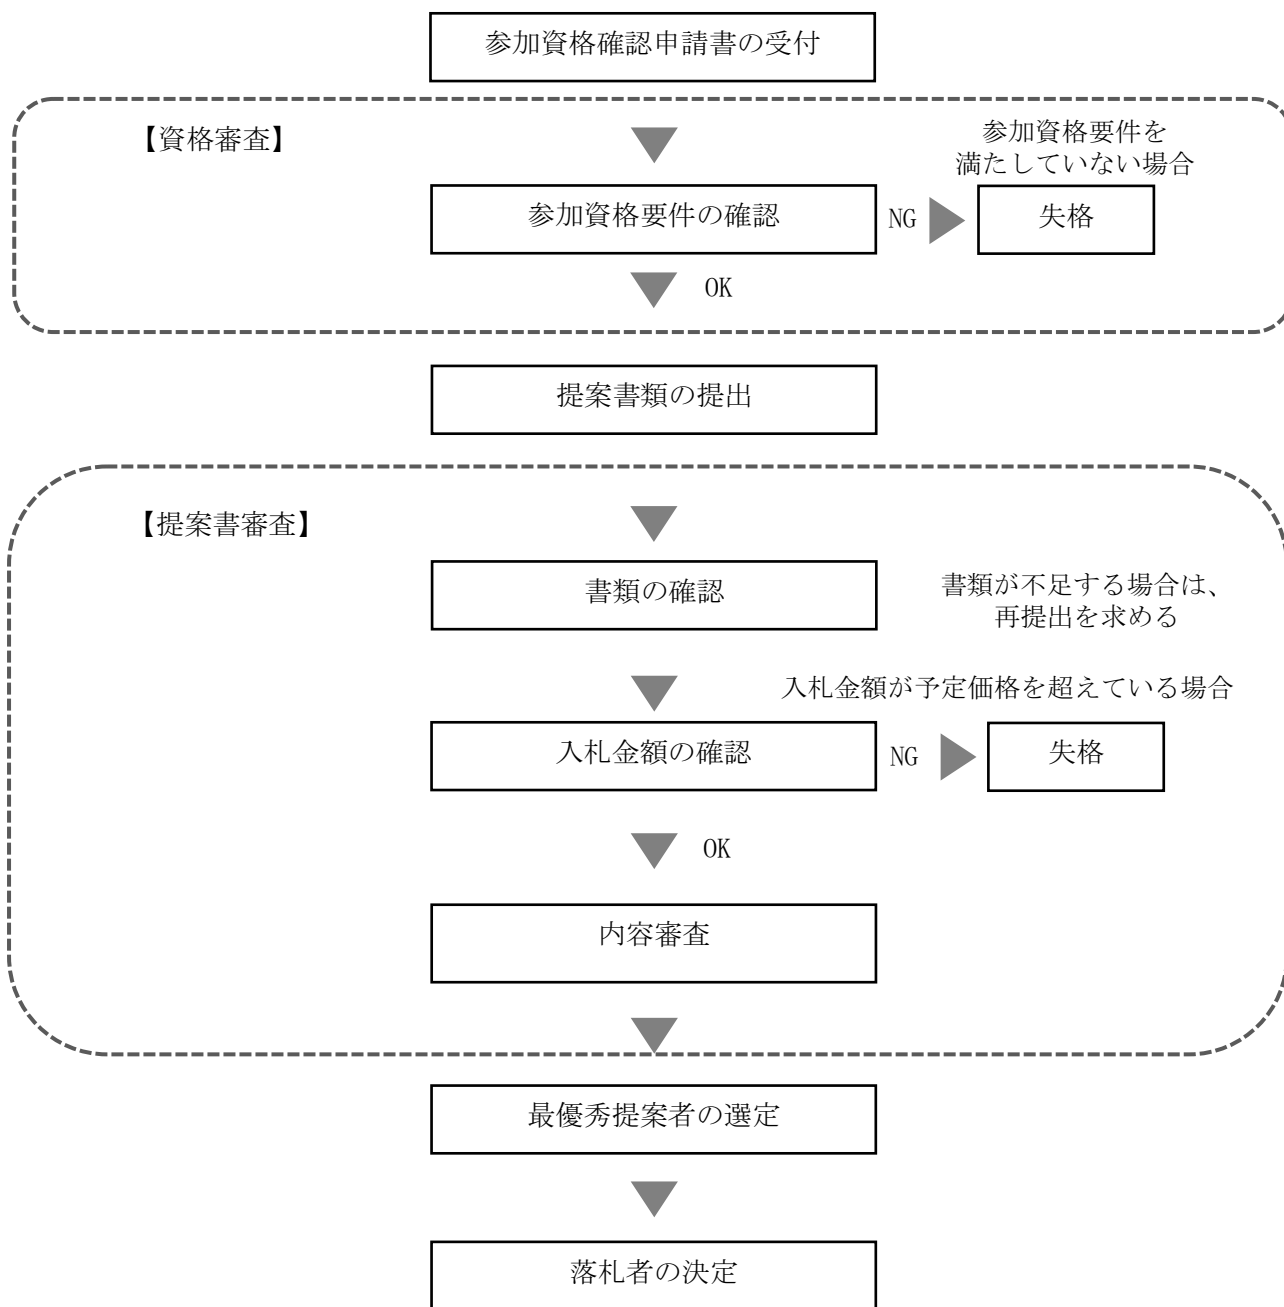 参加資格確認申請書の受付
【資格審査】
参加資格要件を
満たしていない場合
参加資格要件の確認
NG
失格
OK
提案書類の提出
【提案書審査】
書類の確認
書類が不足する場合は、
再提出を求める
入札金額が予定価格を超えている場合
入札金額の確認
NG
失格
OK
内容審査
最優秀提案者の選定
落札者の決定